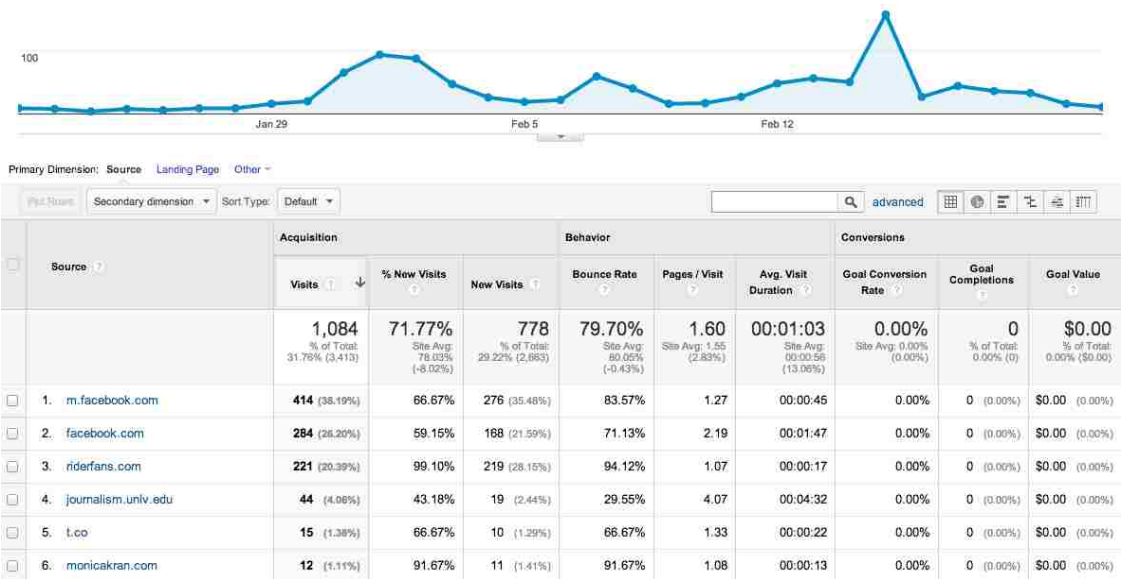 100
Jan 29 Feb 5 Feb 12
Primary Dimension: Source Landing Page Other
Plot Rows Secondary dimension Sort Type: Default advanced
Acquisition Behavior Conversions
Source ? Visits ? % New Visits ? New Visits ? Bounce Rate ? Pages / Visit ? Avg. Visit Duration ? Goal Conversion Rate ? Goal Completions ? Goal Value ?
1,084 71.77% 778 79.70% 1.60 00:01:03 0.00% 0 $0.00
% of Total: 31.76% (3,413) Site Avg: 78.03% (-8.02%) % of Total: 29.22% (2,663) Site Avg: 80.05% (-0.43%) Site Avg: 1.55 (2.83%) Site Avg: 00:00:56 (13.06%) Site Avg: 0.00% (0.00%) % of Total: 0.00% (0) % of Total: 0.00% ($0.00)
1. m.facebook.com 414 (38.19%) 66.67% 276 (35.48%) 83.57% 1.27 00:00:45 0.00% 0 (0.00%) $0.00 (0.00%)
2. facebook.com 284 (26.20%) 59.15% 168 (21.59%) 71.13% 2.19 00:01:47 0.00% 0 (0.00%) $0.00 (0.00%)
3. riderfans.com 221 (20.39%) 99.10% 219 (28.15%) 94.12% 1.07 00:00:17 0.00% 0 (0.00%) $0.00 (0.00%)
4. journalism.unlv.edu 44 (4.06%) 43.18% 19 (2.44%) 29.55% 4.07 00:04:32 0.00% 0 (0.00%) $0.00 (0.00%)
5. t.co 15 (1.38%) 66.67% 10 (1.29%) 66.67% 1.33 00:00:22 0.00% 0 (0.00%) $0.00 (0.00%)
6. monicakran.com 12 (1.11%) 91.67% 11 (1.41%) 91.67% 1.08 00:00:13 0.00% 0 (0.00%) $0.00 (0.00%)